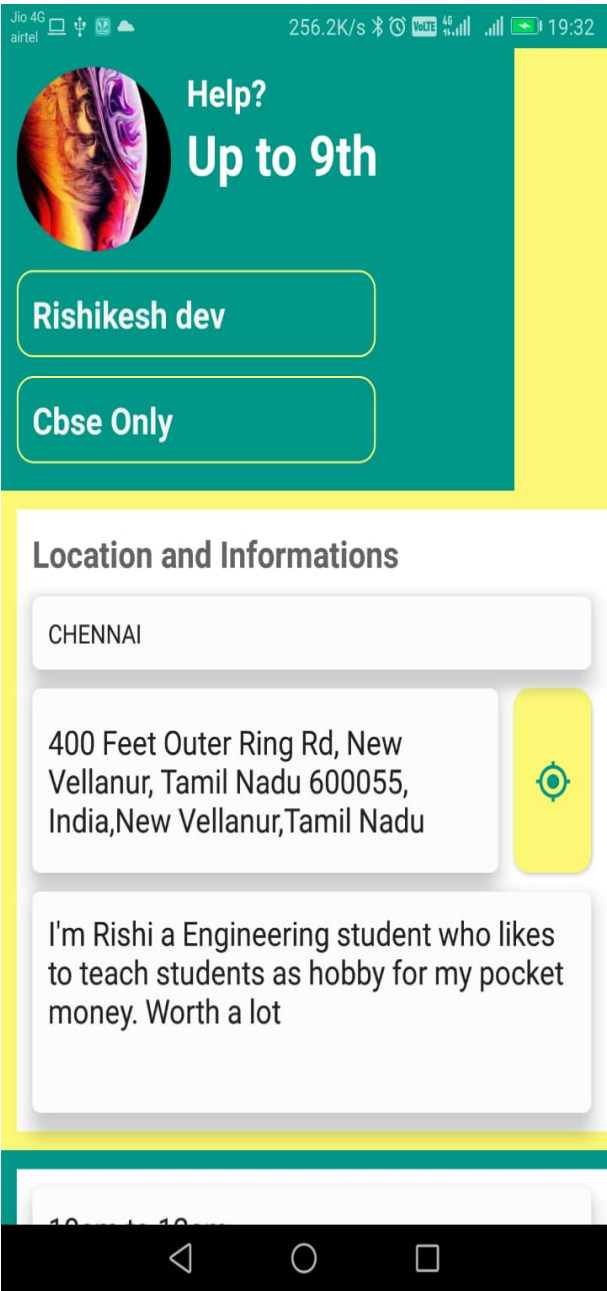 Jio 4G
airtel
256.2K/s VoLTE 4G 19:32
Help?
Up to 9th
Rishikesh dev
Cbse Only
Location and Informations
CHENNAI
400 Feet Outer Ring Rd, New
Vellanur, Tamil Nadu 600055,
India,New Vellanur,Tamil Nadu
I'm Rishi a Engineering student who likes
to teach students as hobby for my pocket
money. Worth a lot